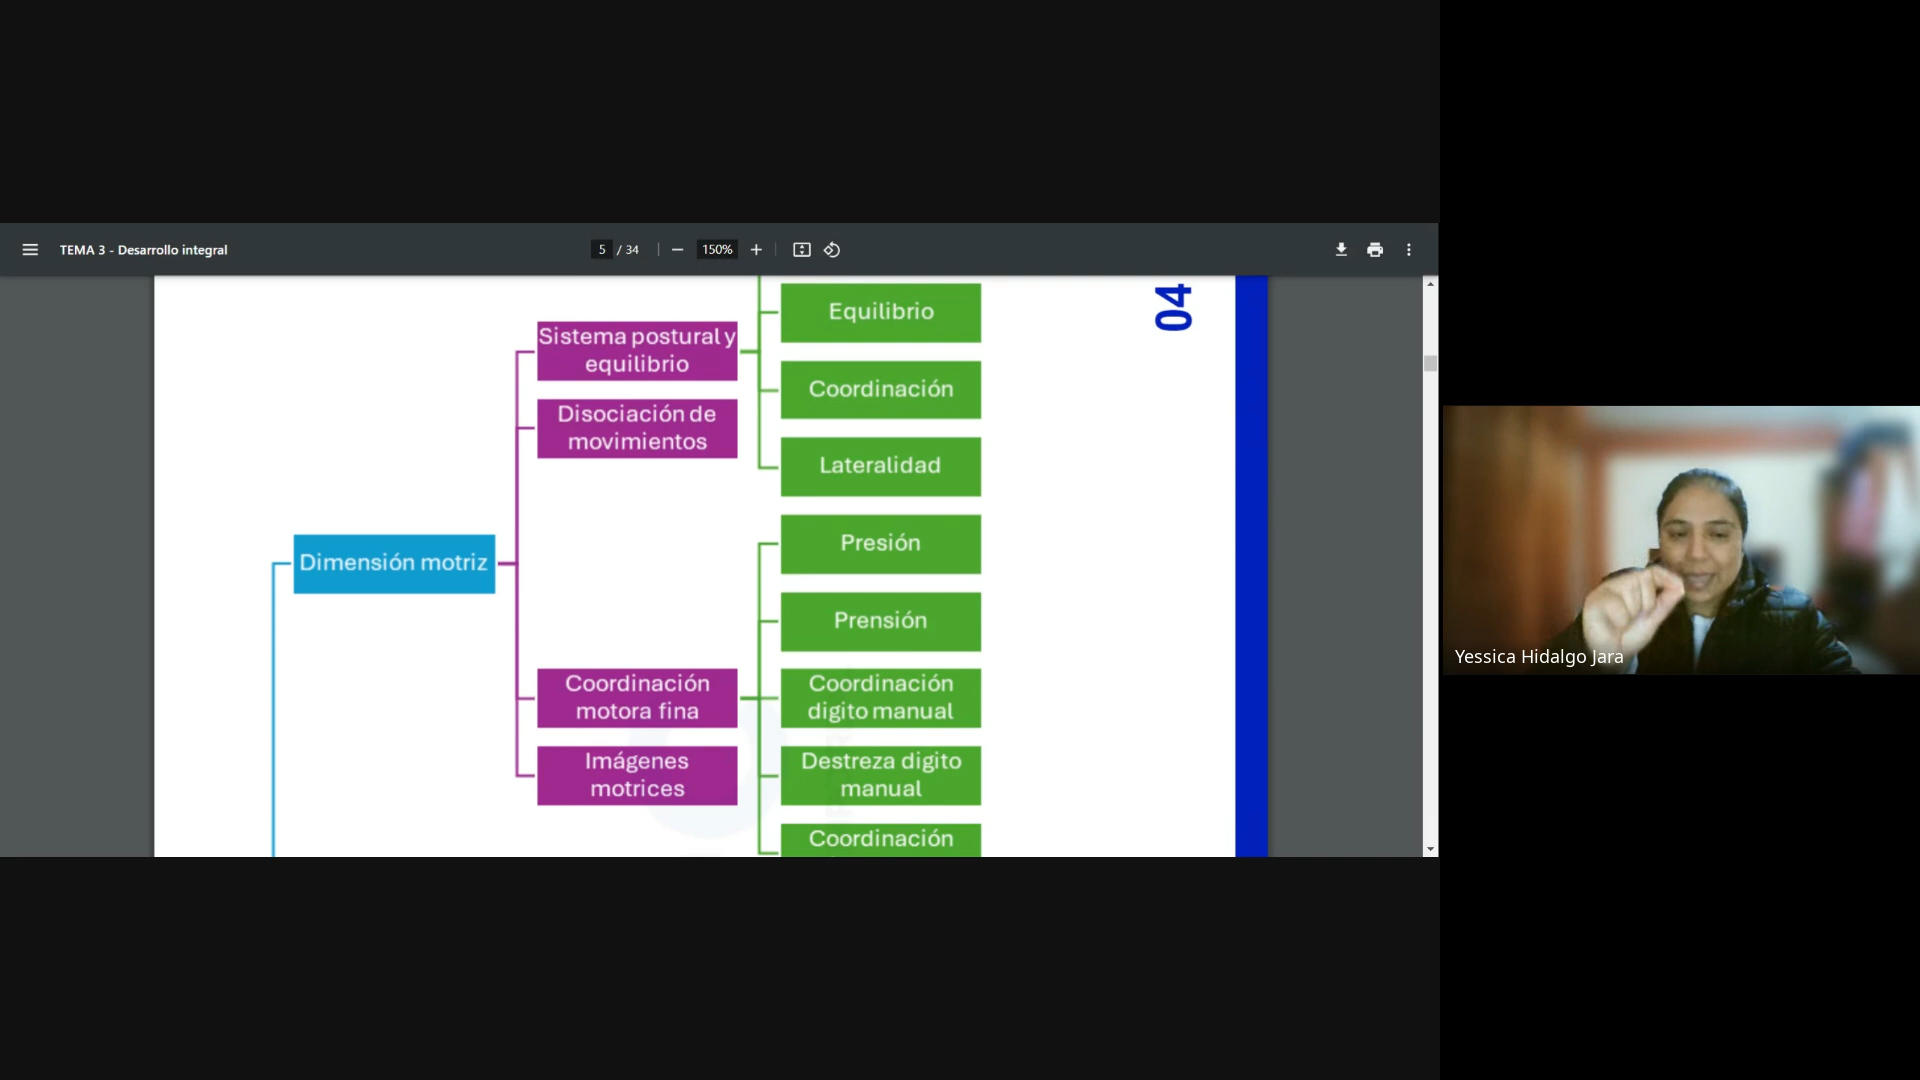 TEMA 3 - Desarrollo integral
5 / 34
150%
04
Equilibrio
Sistema postural y
equilibrio
Coordinación
Disociación de
movimientos
Lateralidad
Presión
Dimensión motriz
Prensión
Coordinación
motora fina
Coordinación
digito manual
Imágenes
motrices
Destreza digito
manual
Coordinación
Yessica Hidalgo Jara